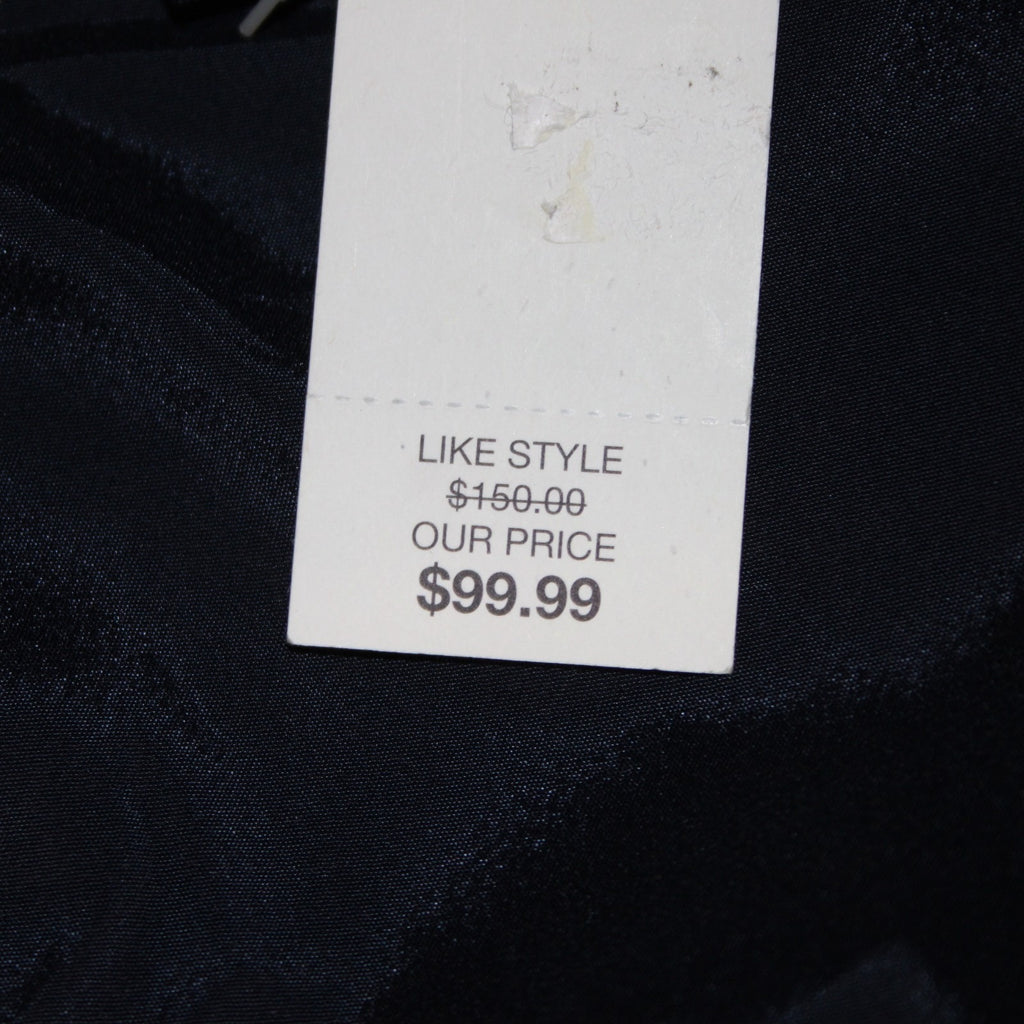 LIKE STYLE
$150.00
OUR PRICE
$99.99